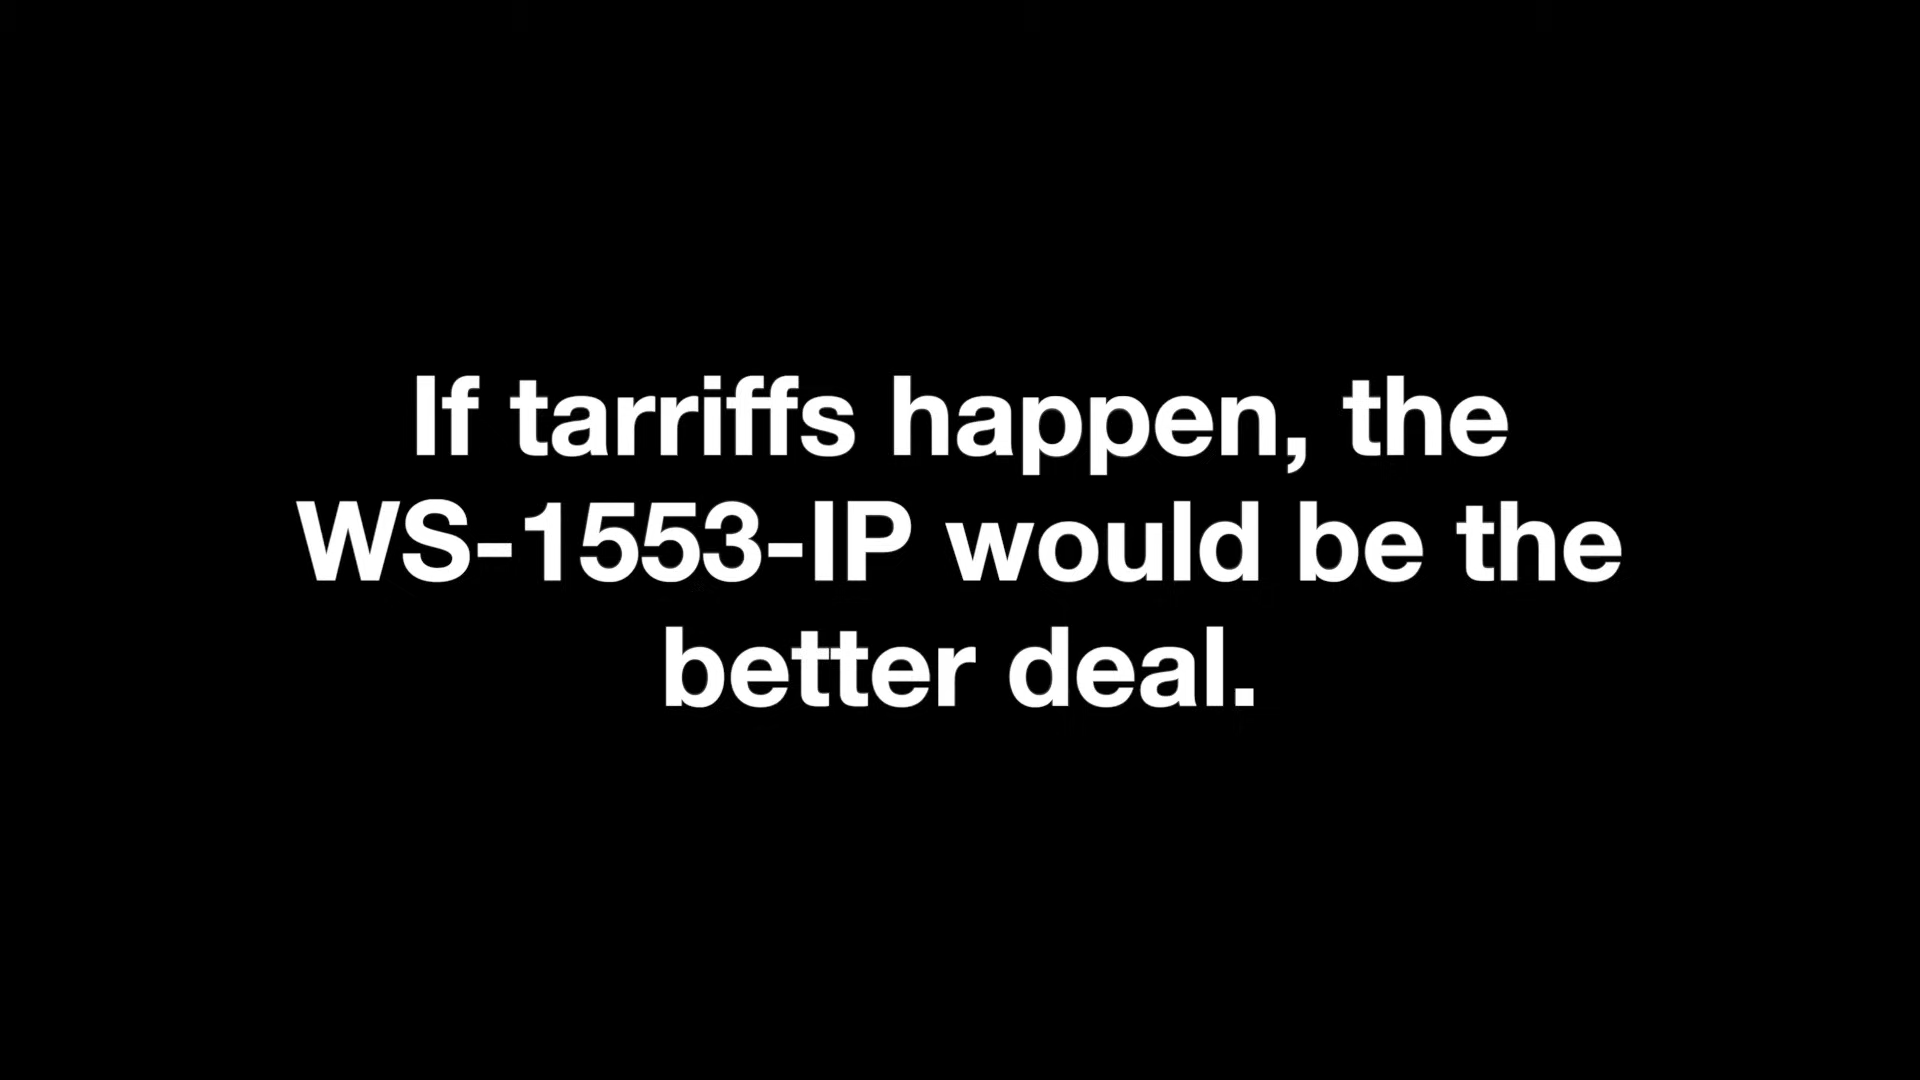 If tarriffs happen, the
WS-1553-IP would be the
better deal.